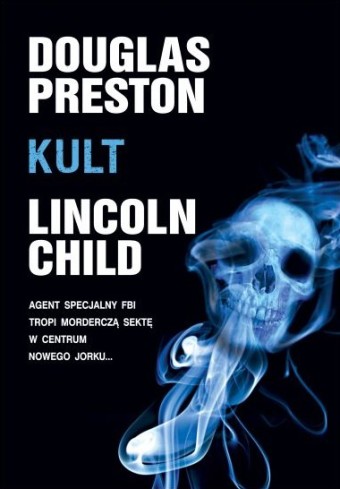 DOUGLAS
PRESTON
KULT
LINCOLN
CHILD
AGENT SPECJALNY FBI
TROPI MORDERCZĄ SEKTĘ
W CENTRUM
NOWEGO JORKU...